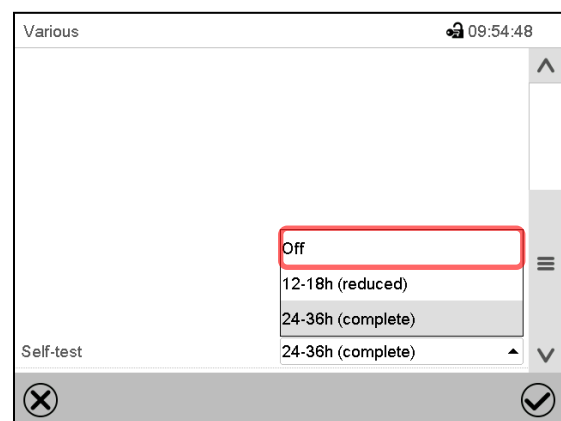 Various 09:54:48
Off
12-18h (reduced)
24-36h (complete)
Self-test 24-36h (complete)